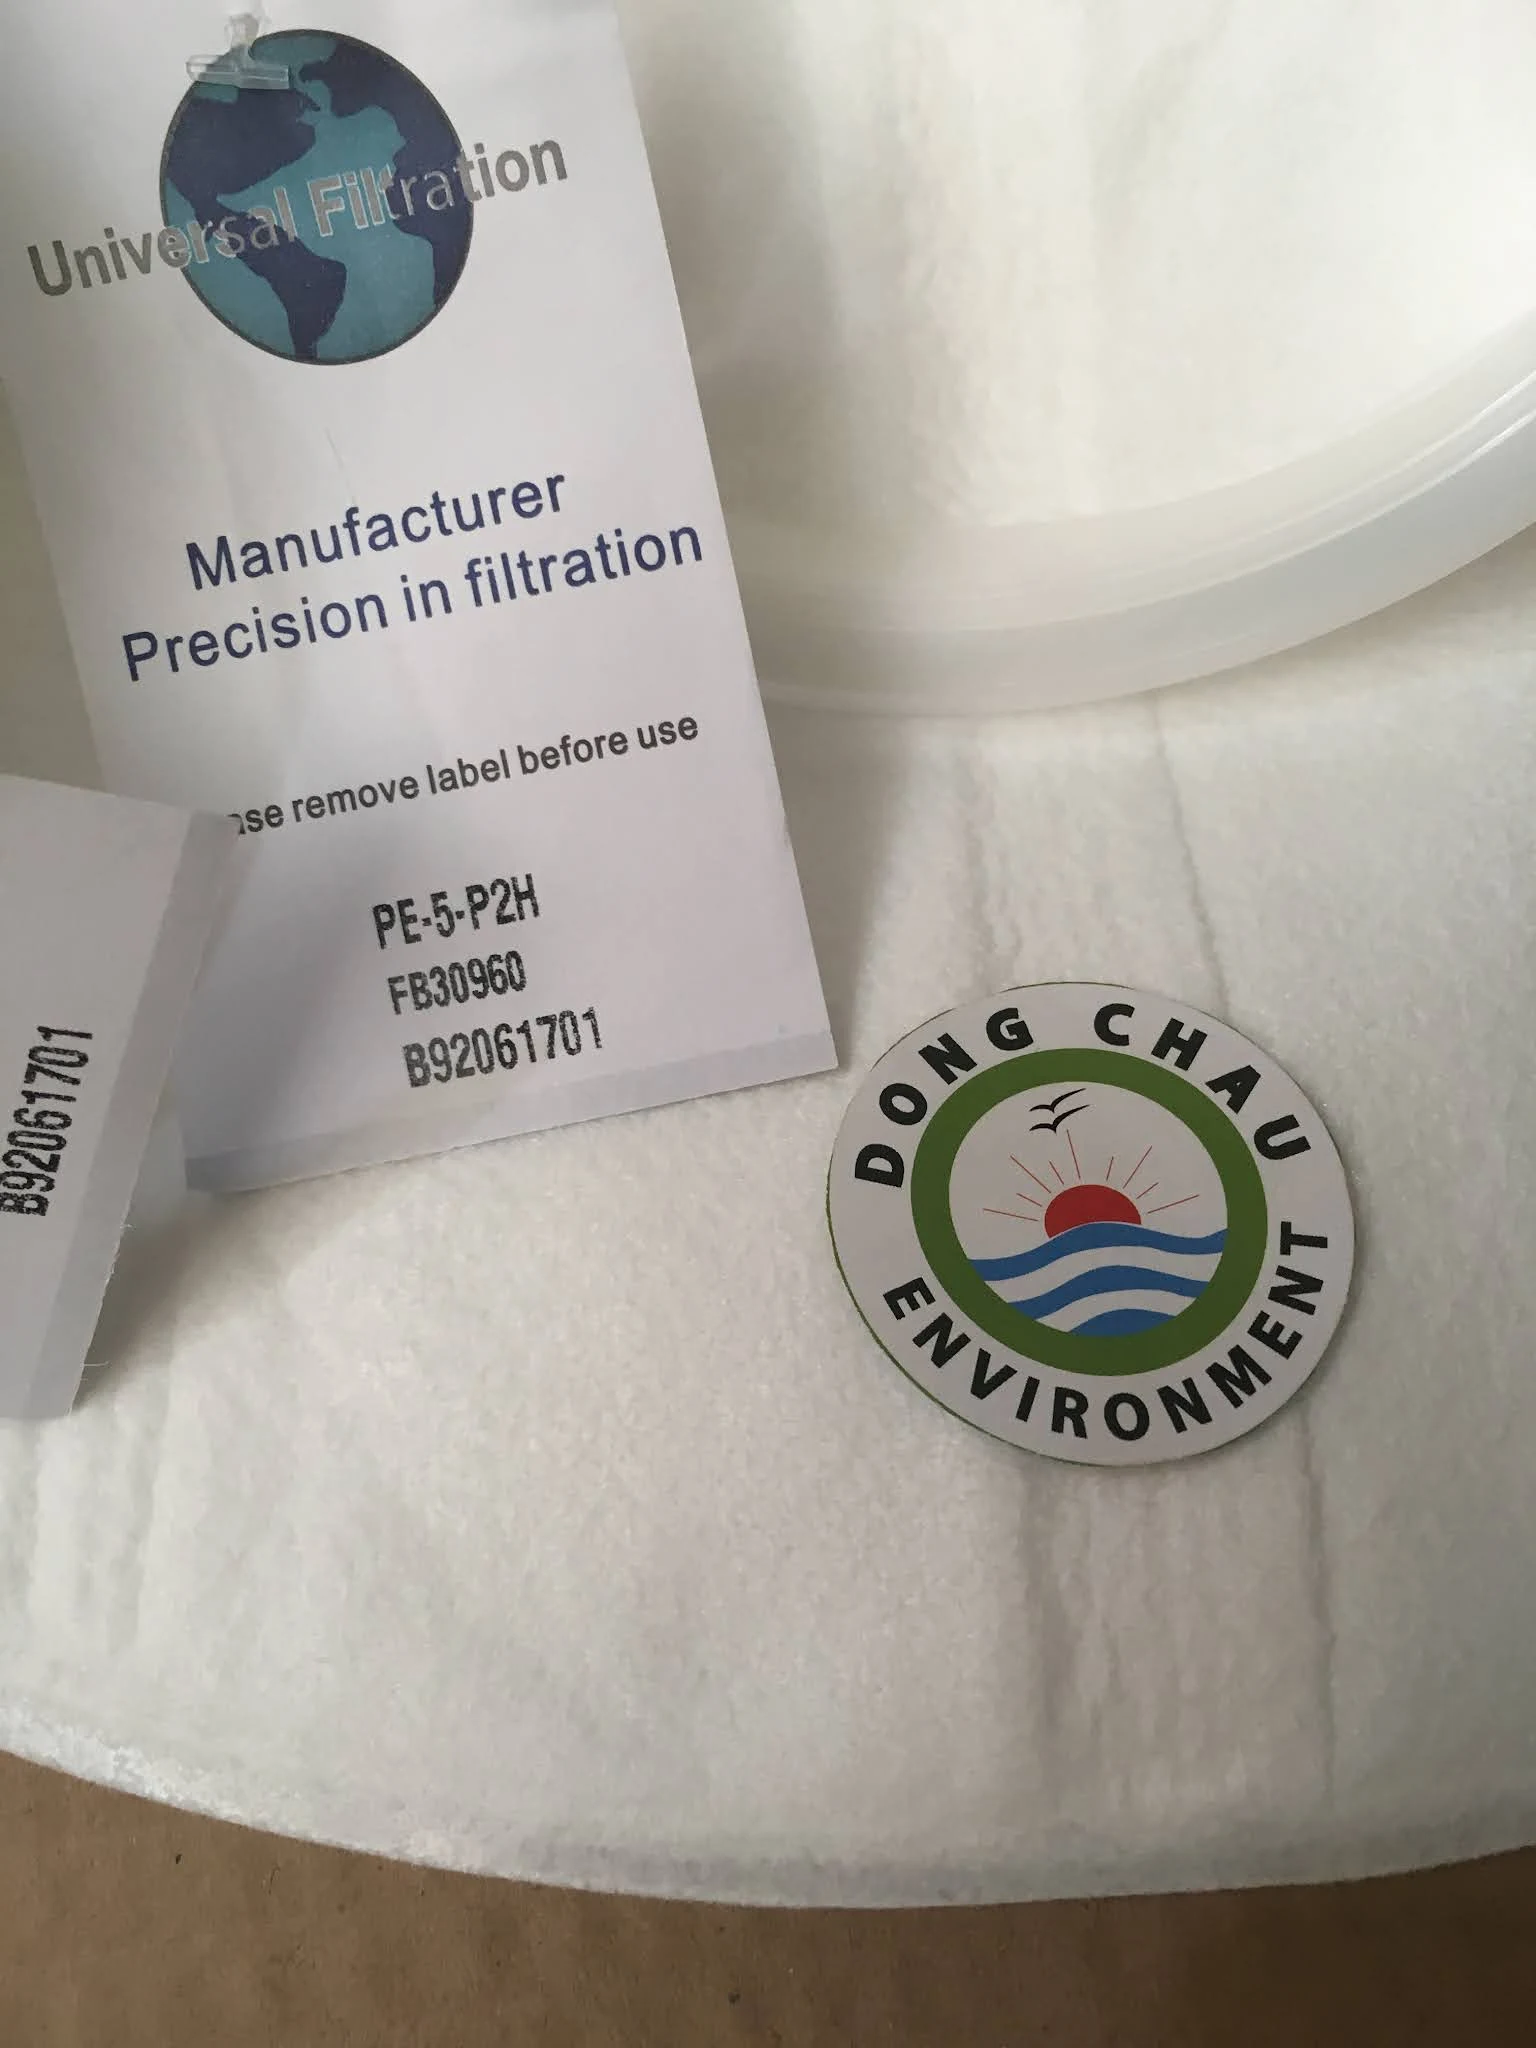 Universal Filtration
Manufacturer
Precision in filtration
remove label before use
PE-5-P2H
FB30960
B92061701
B92061701
DONG CHAU
ENVIRONMENT